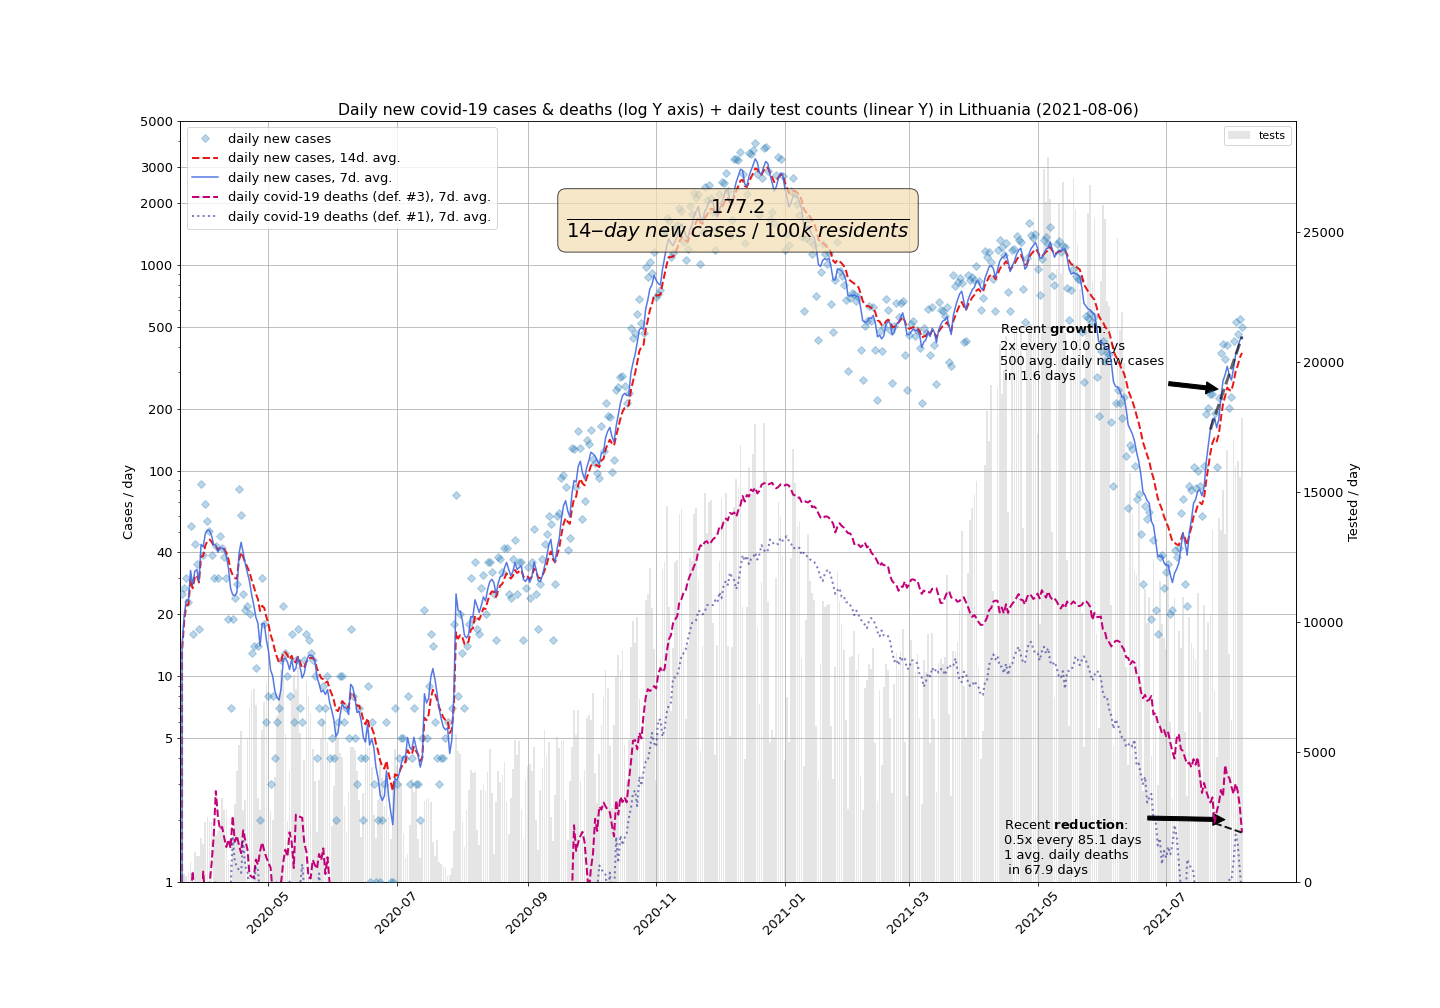 Daily new covid-19 cases & deaths (log Y axis) + daily test counts (linear Y) in Lithuania (2021-08-06)
daily new cases
daily new cases, 14d. avg.
daily new cases, 7d. avg.
daily covid-19 deaths (def. #3), 7d. avg.
daily covid-19 deaths (def. #1), 7d. avg.
tests
177.2
14–day new cases / 100k residents
Recent growth:
2x every 10.0 days
500 avg. daily new cases
in 1.6 days
Recent reduction:
0.5x every 85.1 days
1 avg. daily deaths
in 67.9 days
Cases / day
5000
3000
2000
1000
500
200
100
40
20
10
5
1
Tested / day
25000
20000
15000
10000
5000
0
2020-05
2020-07
2020-09
2020-11
2021-01
2021-03
2021-05
2021-07